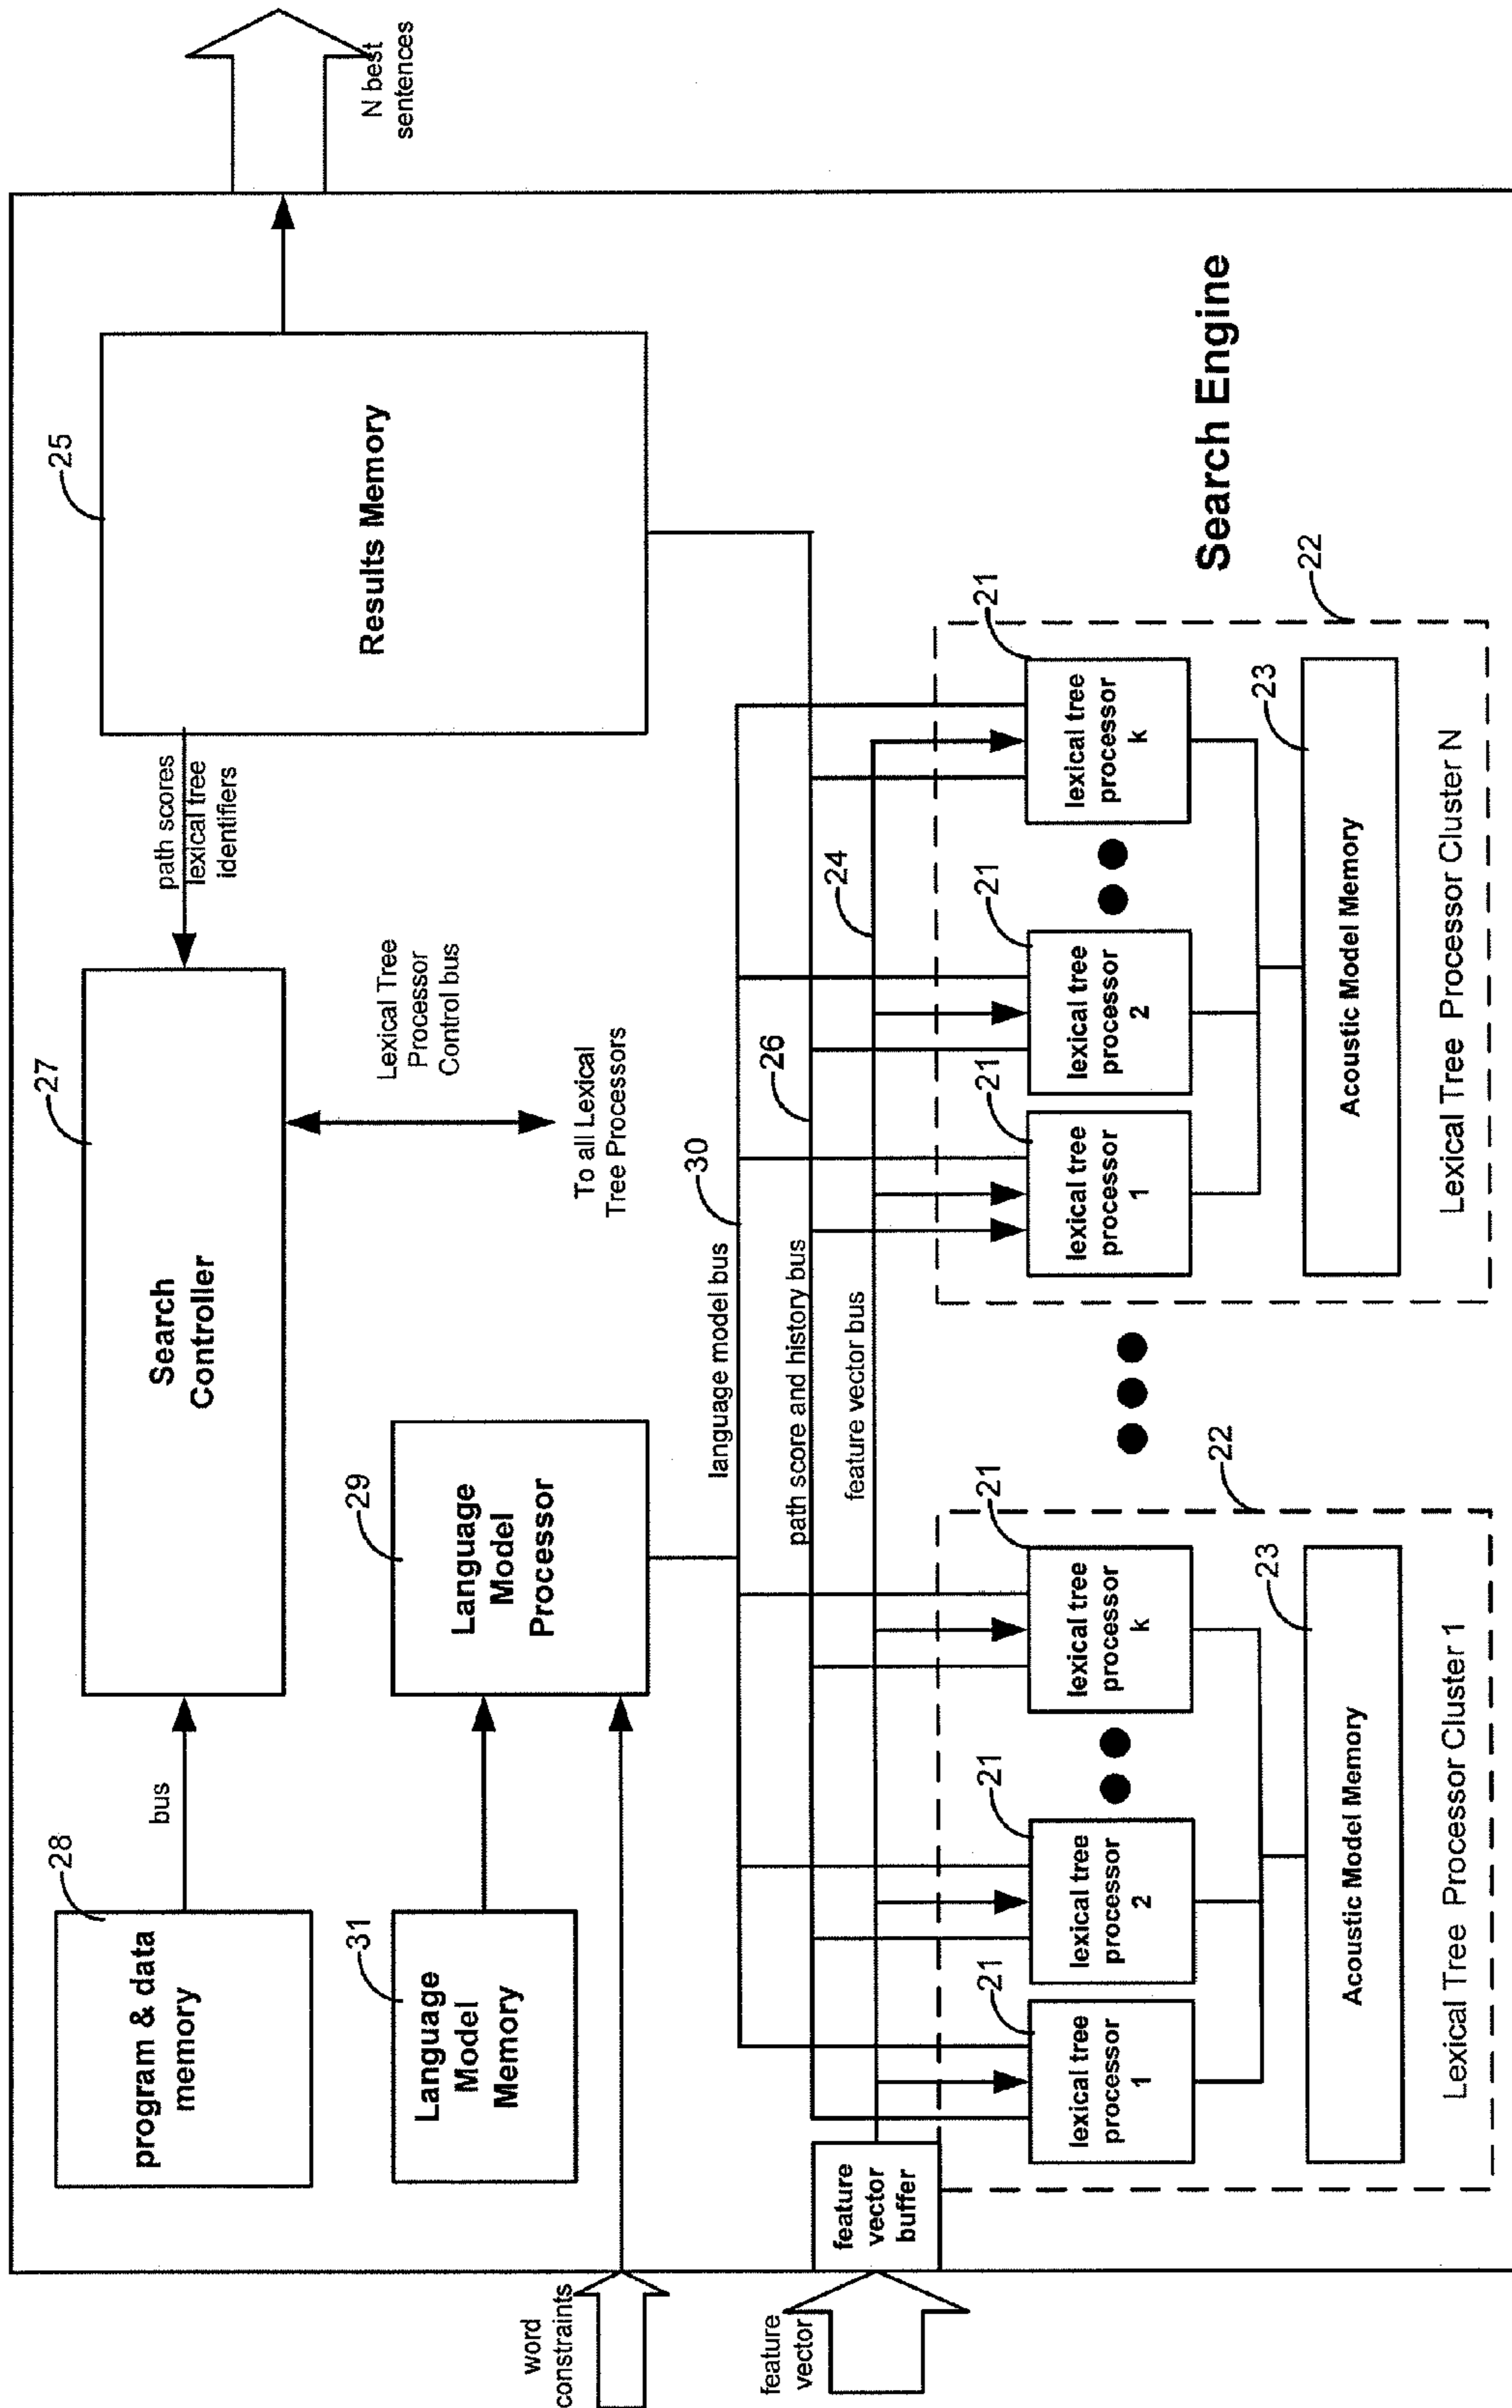 N best
sentences
25
Results Memory
path scores
lexical tree
identifiers
27
Search
Controller
Lexical Tree
Processor
Control bus
To all Lexical
Tree Processors
bus
28
program & data
memory
29
Language
Model
Processor
31
Language
Model
Memory
word
constraints
feature
vector
feature
vector
buffer
language model bus
30
path score and history bus
26
feature vector bus
24
22
21
lexical tree
processor
1
21
lexical tree
processor
2
21
lexical tree
processor
k
23
Acoustic Model Memory
Lexical Tree Processor Cluster 1
22
21
lexical tree
processor
1
21
lexical tree
processor
2
21
lexical tree
processor
k
23
Acoustic Model Memory
Lexical Tree Processor Cluster N
Search Engine